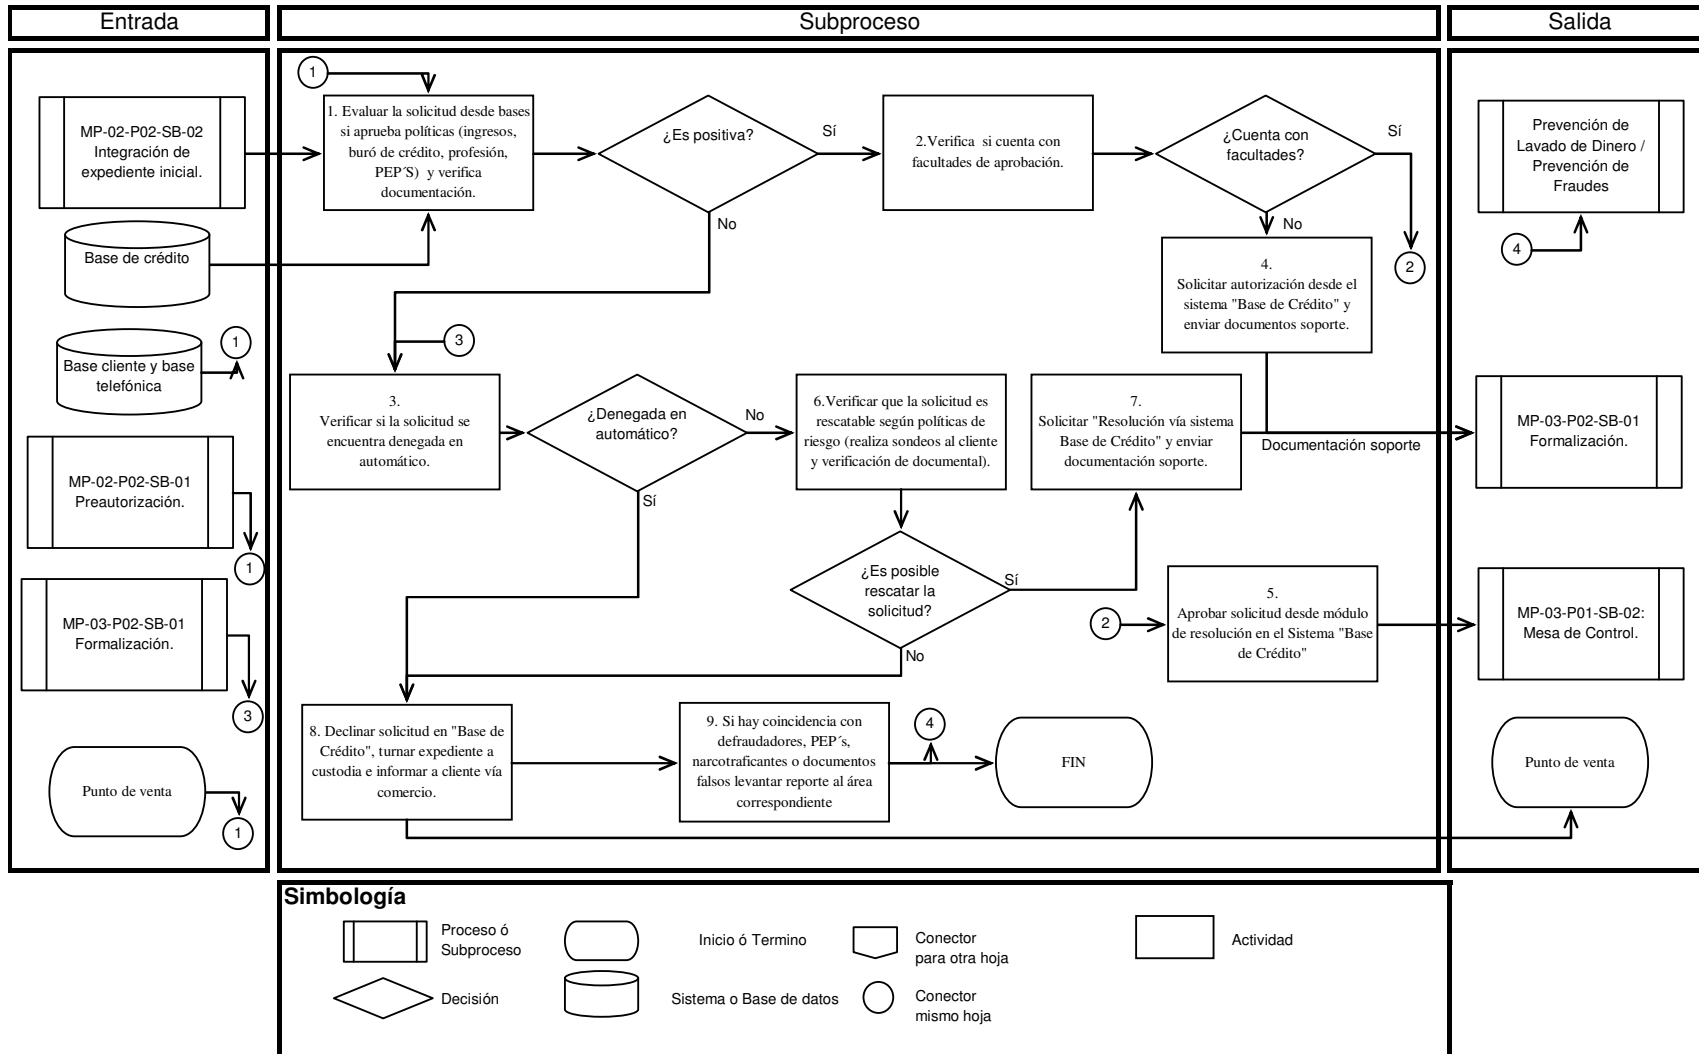 Entrada
Subproceso
Salida
MP-02-P02-SB-02
Integración de
expediente inicial.
Base de crédito
Base cliente y base
telefónica
1
MP-02-P02-SB-01
Preautorización.
1
MP-03-P02-SB-01
Formalización.
3
Punto de venta
1
1
1. Evaluar la solicitud desde bases
si aprueba políticas (ingresos,
buró de crédito, profesión,
PEP´S)  y verifica
documentación.
¿Es positiva?
Sí
No
2.Verifica  si cuenta con
facultades de aprobación.
¿Cuenta con
facultades?
Sí
No
2
4.
Solicitar autorización desde el
sistema "Base de Crédito" y
enviar documentos soporte.
3
3.
Verificar si la solicitud se
encuentra denegada en
automático.
¿Denegada en
automático?
No
Sí
6.Verificar que la solicitud es
rescatable según políticas de
riesgo (realiza sondeos al cliente
y verificación de documental).
7.
Solicitar "Resolución vía sistema
Base de Crédito" y enviar
documentación soporte.
Documentación soporte
¿Es posible
rescatar la
solicitud?
Sí
No
2
5.
Aprobar solicitud desde módulo
de resolución en el Sistema "Base
de Crédito"
8. Declinar solicitud en "Base de
Crédito", turnar expediente a
custodia e informar a cliente vía
comercio.
9. Si hay coincidencia con
defraudadores, PEP´s,
narcotraficantes o documentos
falsos levantar reporte al área
correspondiente
4
FIN
Prevención de
Lavado de Dinero /
Prevención de
Fraudes
4
MP-03-P02-SB-01
Formalización.
MP-03-P01-SB-02:
Mesa de Control.
Punto de venta
Simbología
Proceso ó
Subproceso
Inicio ó Termino
Conector
para otra hoja
Actividad
Decisión
Sistema o Base de datos
Conector
mismo hoja